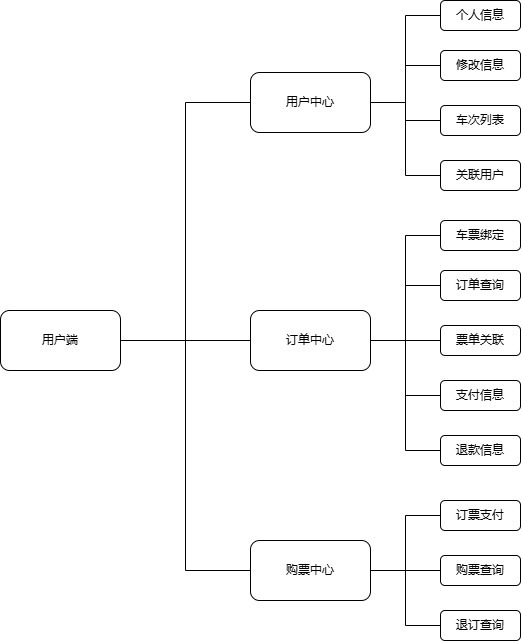 用户端
用户中心
个人信息
修改信息
车次列表
关联用户
订单中心
车票绑定
订单查询
票单关联
支付信息
退款信息
购票中心
订票支付
购票查询
退订查询